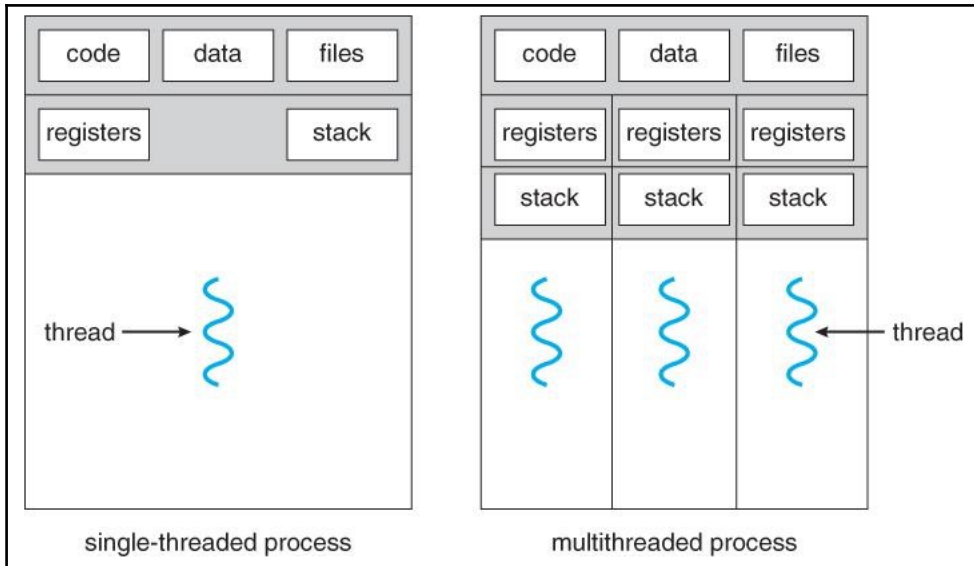 code data files
registers stack
thread
single-threaded process
code data files
registers registers registers
stack stack stack
thread
multithreaded process